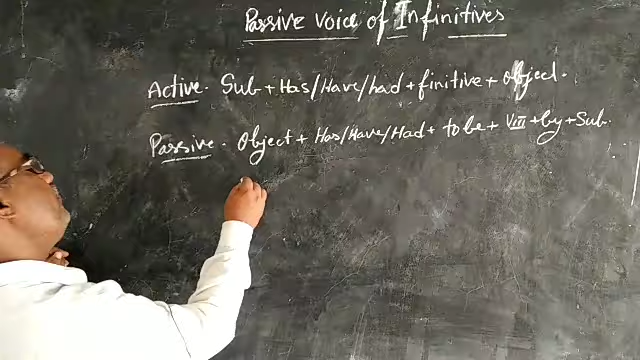 Passive voice of Infinitives
Active. Sub + Has/Have/had + finitive + Object.
Passive. Object + Has/Have/Had + to be + VIII + by + Sub.